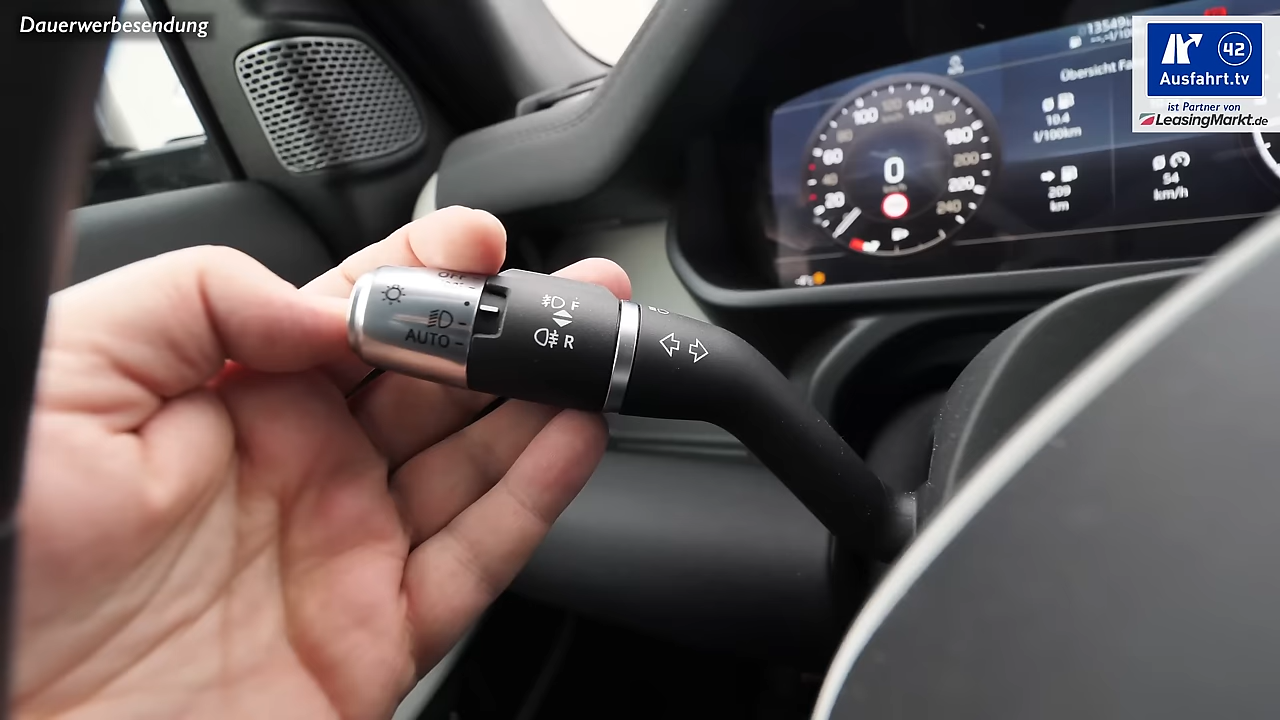 Dauerwerbesendung
42
Ausfahrt.tv
ist Partner von
LeasingMarkt.de
Übersicht
10.4
l/100km
209
km
54
km/h
100
120
140
80
160
60
180
40
200
20
220
240
0
km/h
OFF
AUTO
F
R